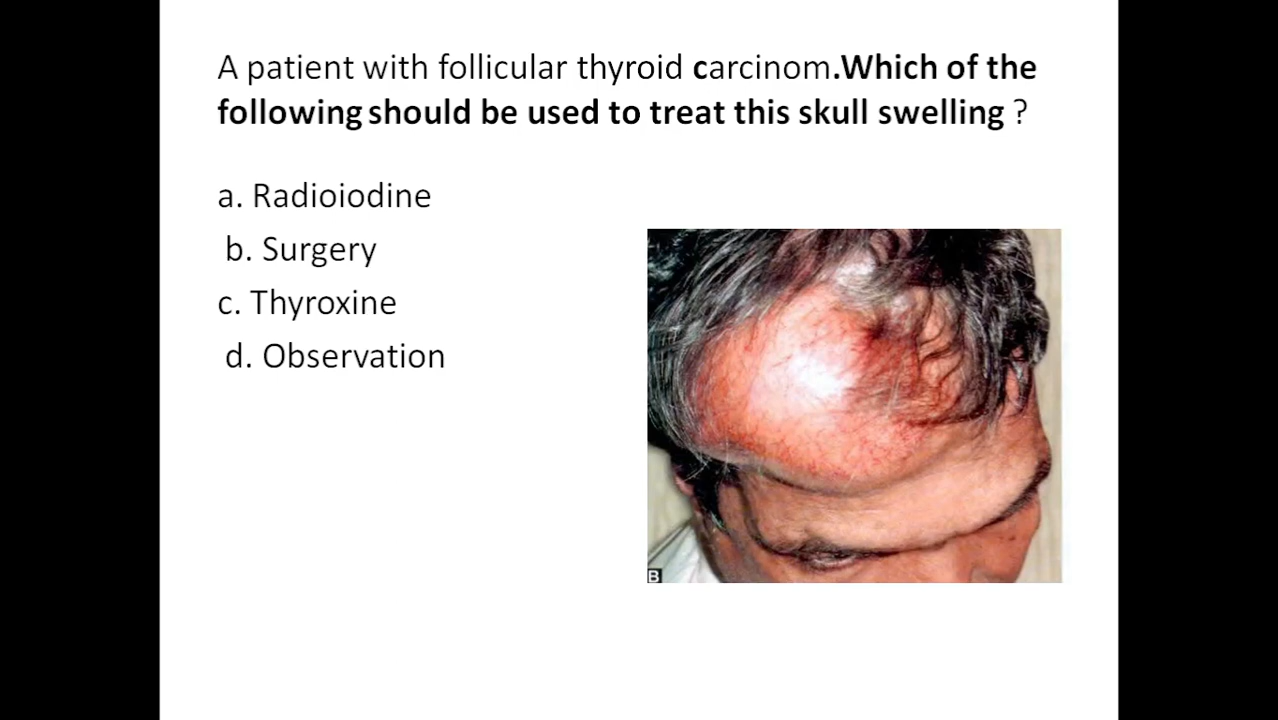 A patient with follicular thyroid carcinom.Which of the
following should be used to treat this skull swelling ?
a. Radioiodine
b. Surgery
c. Thyroxine
d. Observation
B